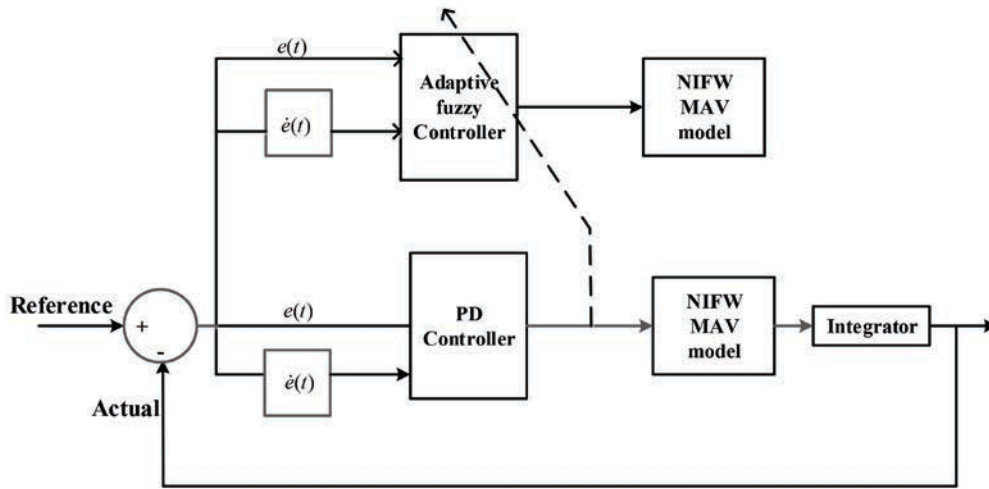 e(t)
Adaptive
fuzzy
Controller
NIFW
MAV
model
ė(t)
Reference
+
-
e(t)
PD
Controller
NIFW
MAV
model
Integrator
ė(t)
Actual